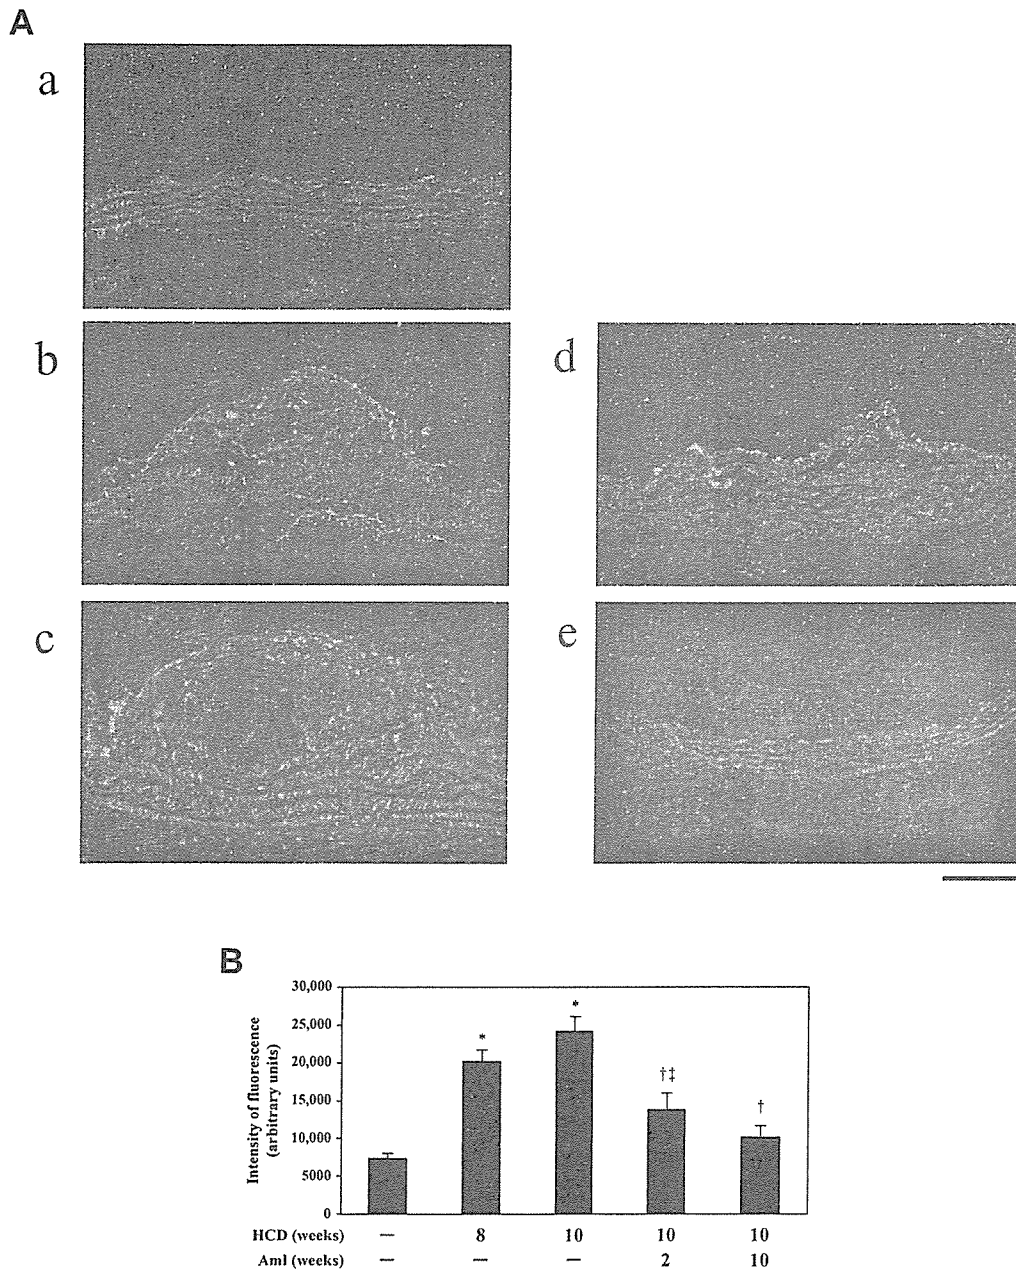 A
a
b
d
c
e
B
Intensity of fluorescence
(arbitrary units)
30,000
25,000
20,000
15,000
10,000
5000
0
*
*
†‡
†
HCD (weeks) — 8 10 10 10
Aml (weeks) — — — 2 10